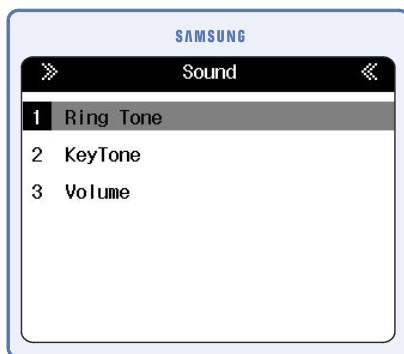 SAMSUNG
» Sound «
1 Ring Tone
2 KeyTone
3 Volume